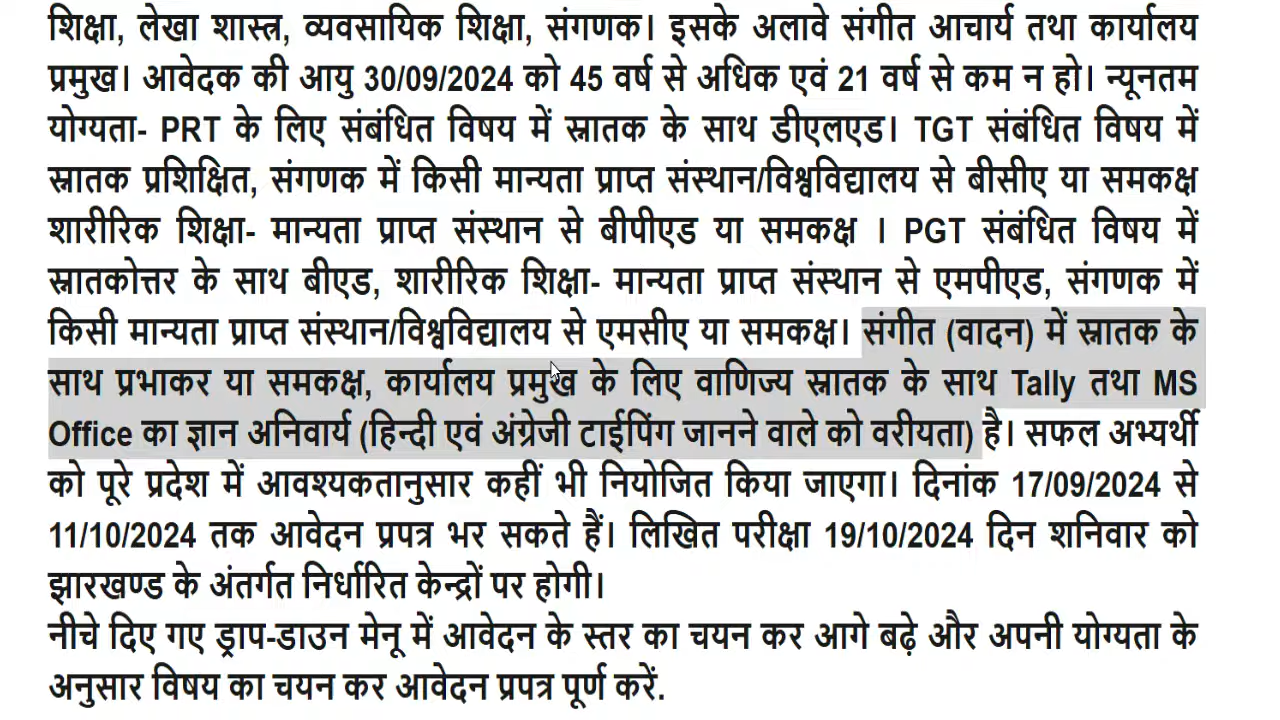 शिक्षा, लेखा शास्त्र, व्यवसायिक शिक्षा, संगणक। इसके अलावे संगीत आचार्य तथा कार्यालय
प्रमुख। आवेदक की आयु 30/09/2024 को 45 वर्ष से अधिक एवं 21 वर्ष से कम न हो। न्यूनतम
योग्यता- PRT के लिए संबंधित विषय में स्नातक के साथ डीएलएड। TGT संबंधित विषय में
स्नातक प्रशिक्षित, संगणक में किसी मान्यता प्राप्त संस्थान/विश्वविद्यालय से बीसीए या समकक्ष
शारीरिक शिक्षा- मान्यता प्राप्त संस्थान से बीपीएड या समकक्ष । PGT संबंधित विषय में
स्नातकोत्तर के साथ बीएड, शारीरिक शिक्षा- मान्यता प्राप्त संस्थान से एमपीएड, संगणक में
किसी मान्यता प्राप्त संस्थान/विश्वविद्यालय से एमसीए या समकक्ष। संगीत (वादन) में स्नातक के
साथ प्रभाकर या समकक्ष, कार्यालय प्रमुख के लिए वाणिज्य स्नातक के साथ Tally तथा MS
Office का ज्ञान अनिवार्य (हिन्दी एवं अंग्रेजी टाईपिंग जानने वाले को वरीयता) है। सफल अभ्यर्थी
को पूरे प्रदेश में आवश्यकतानुसार कहीं भी नियोजित किया जाएगा। दिनांक 17/09/2024 से
11/10/2024 तक आवेदन प्रपत्र भर सकते हैं। लिखित परीक्षा 19/10/2024 दिन शनिवार को
झारखण्ड के अंतर्गत निर्धारित केन्द्रों पर होगी।
नीचे दिए गए ड्राप-डाउन मेनू में आवेदन के स्तर का चयन कर आगे बढ़े और अपनी योग्यता के
अनुसार विषय का चयन कर आवेदन प्रपत्र पूर्ण करें.